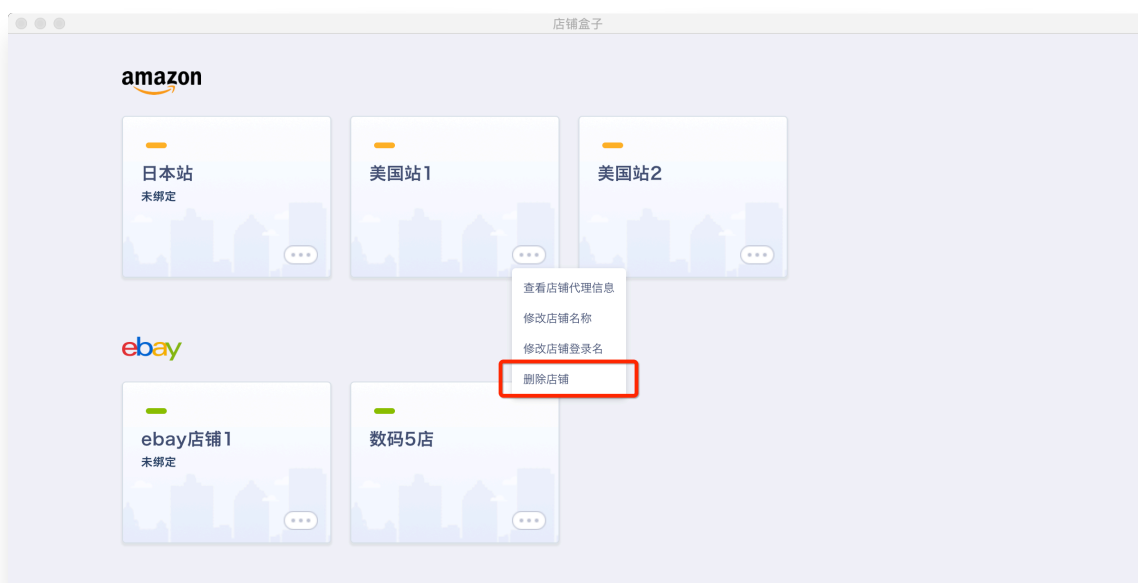 店铺盒子
amazon
日本站
未绑定
美国站1
美国站2
查看店铺代理信息
修改店铺名称
修改店铺登录名
删除店铺
ebay
ebay店铺1
未绑定
数码5店